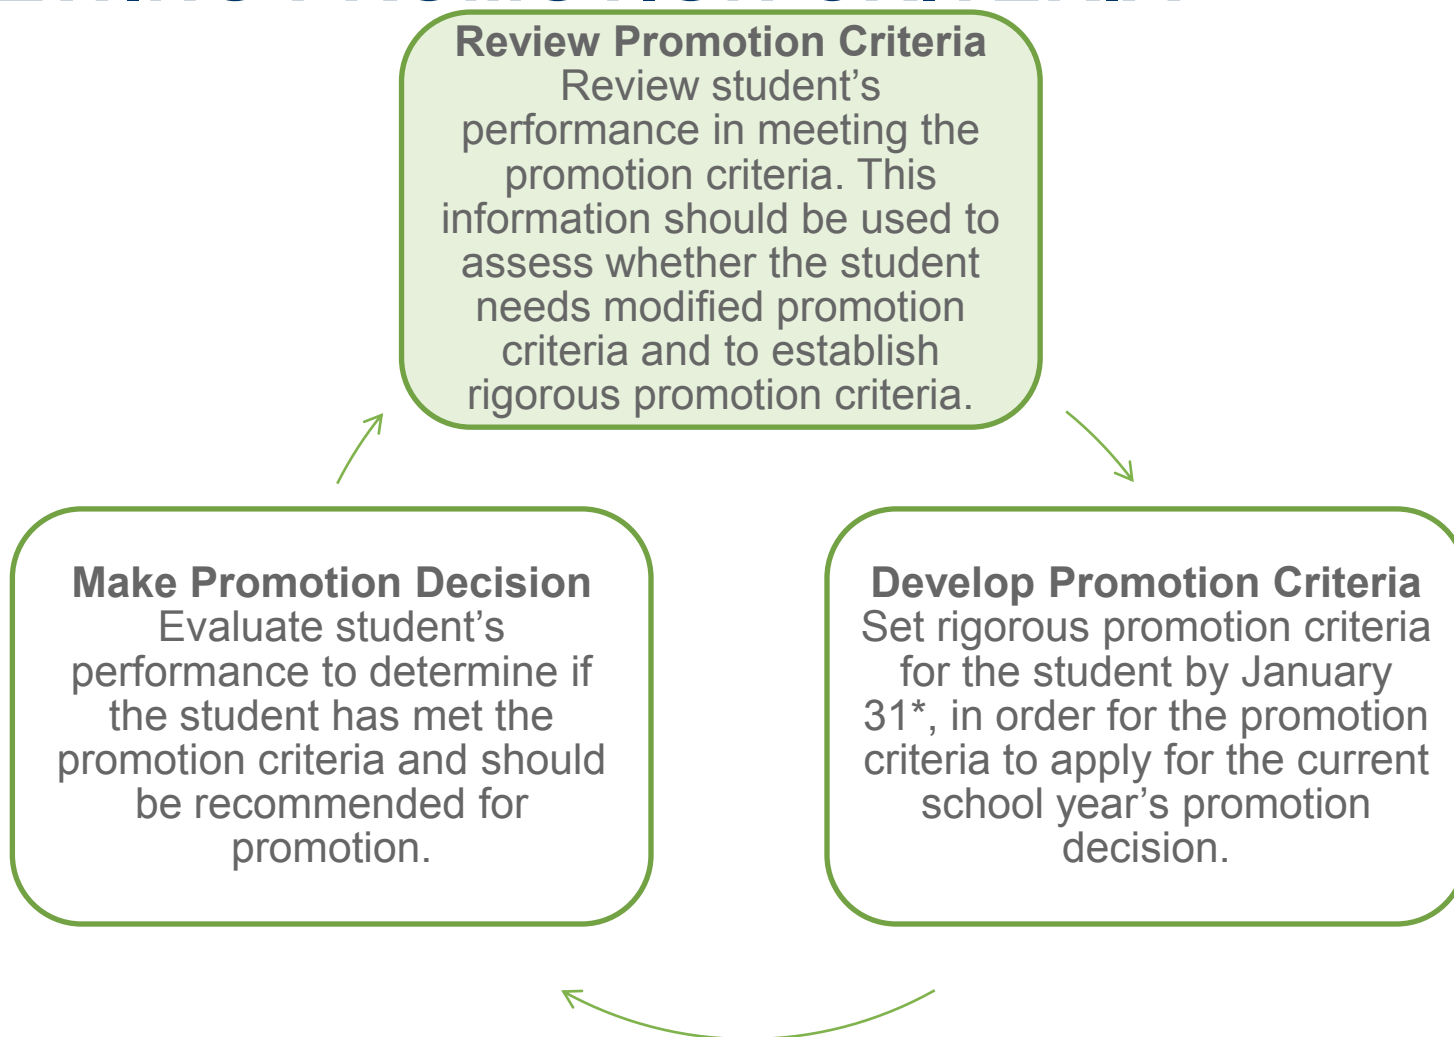 PROMOTION CRITERIA
Review Promotion Criteria
Review student’s
performance in meeting the
promotion criteria. This
information should be used to
assess whether the student
needs modified promotion
criteria and to establish
rigorous promotion criteria.
Make Promotion Decision
Evaluate student’s
performance to determine if
the student has met the
promotion criteria and should
be recommended for
promotion.
Develop Promotion Criteria
Set rigorous promotion criteria
for the student by January
31*, in order for the promotion
criteria to apply for the current
school year’s promotion
decision.